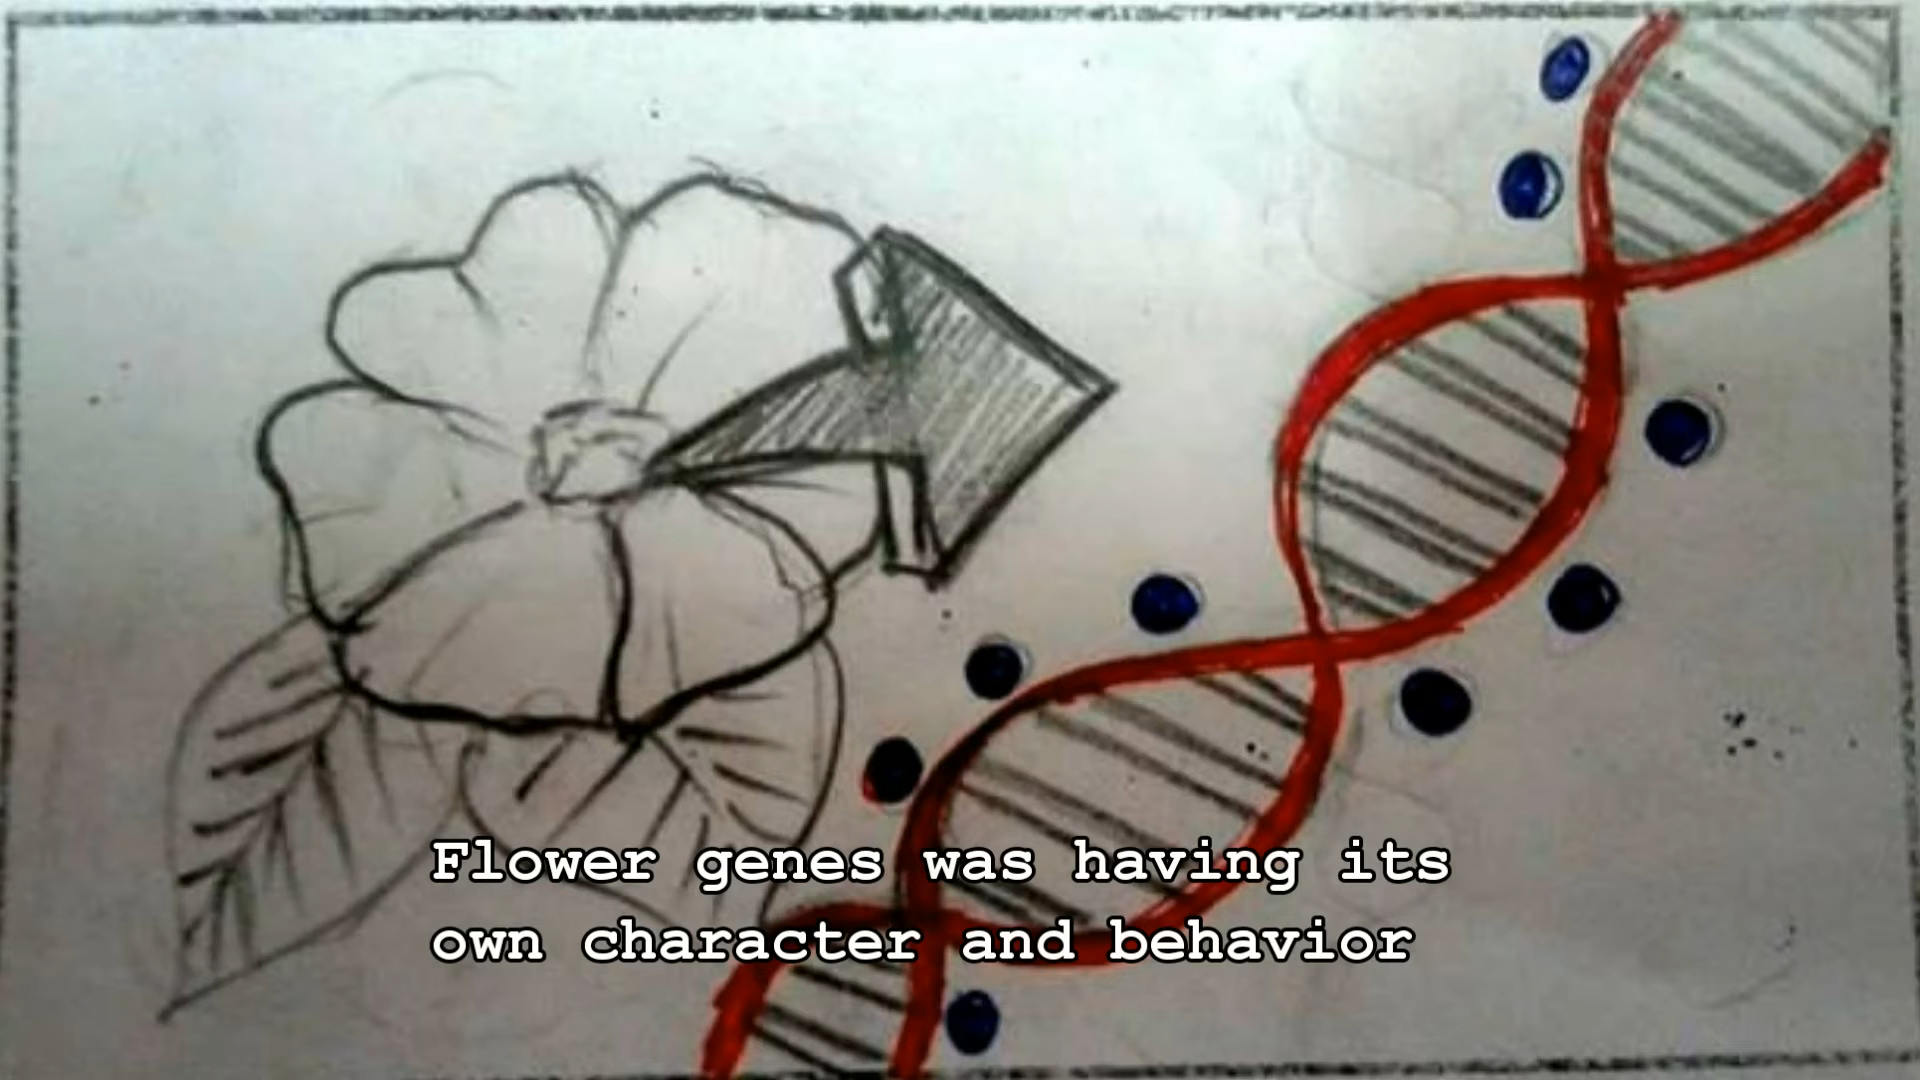 Flower genes was having its
own character and behavior